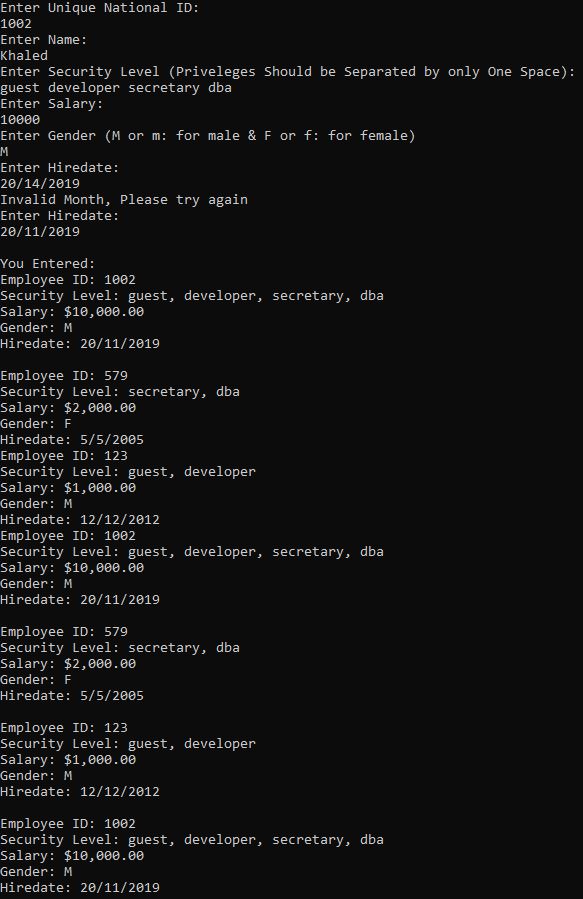 Enter Unique National ID:
1002
Enter Name:
Khaled
Enter Security Level (Priveleges Should be Separated by only One Space):
guest developer secretary dba
Enter Salary:
10000
Enter Gender (M or m: for male & F or f: for female)
M
Enter Hiredate:
20/14/2019
Invalid Month, Please try again
Enter Hiredate:
20/11/2019
You Entered:
Employee ID: 1002
Security Level: guest, developer, secretary, dba
Salary: $10,000.00
Gender: M
Hiredate: 20/11/2019
Employee ID: 579
Security Level: secretary, dba
Salary: $2,000.00
Gender: F
Hiredate: 5/5/2005
Employee ID: 123
Security Level: guest, developer
Salary: $1,000.00
Gender: M
Hiredate: 12/12/2012
Employee ID: 1002
Security Level: guest, developer, secretary, dba
Salary: $10,000.00
Gender: M
Hiredate: 20/11/2019
Employee ID: 579
Security Level: secretary, dba
Salary: $2,000.00
Gender: F
Hiredate: 5/5/2005
Employee ID: 123
Security Level: guest, developer
Salary: $1,000.00
Gender: M
Hiredate: 12/12/2012
Employee ID: 1002
Security Level: guest, developer, secretary, dba
Salary: $10,000.00
Gender: M
Hiredate: 20/11/2019